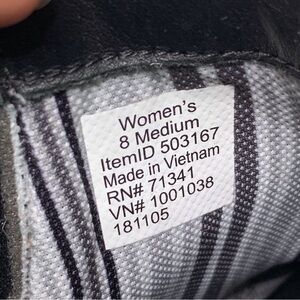 Women's
8 Medium
ItemID 503167
Made in Vietnam
RN# 71341
VN# 1001038
181105